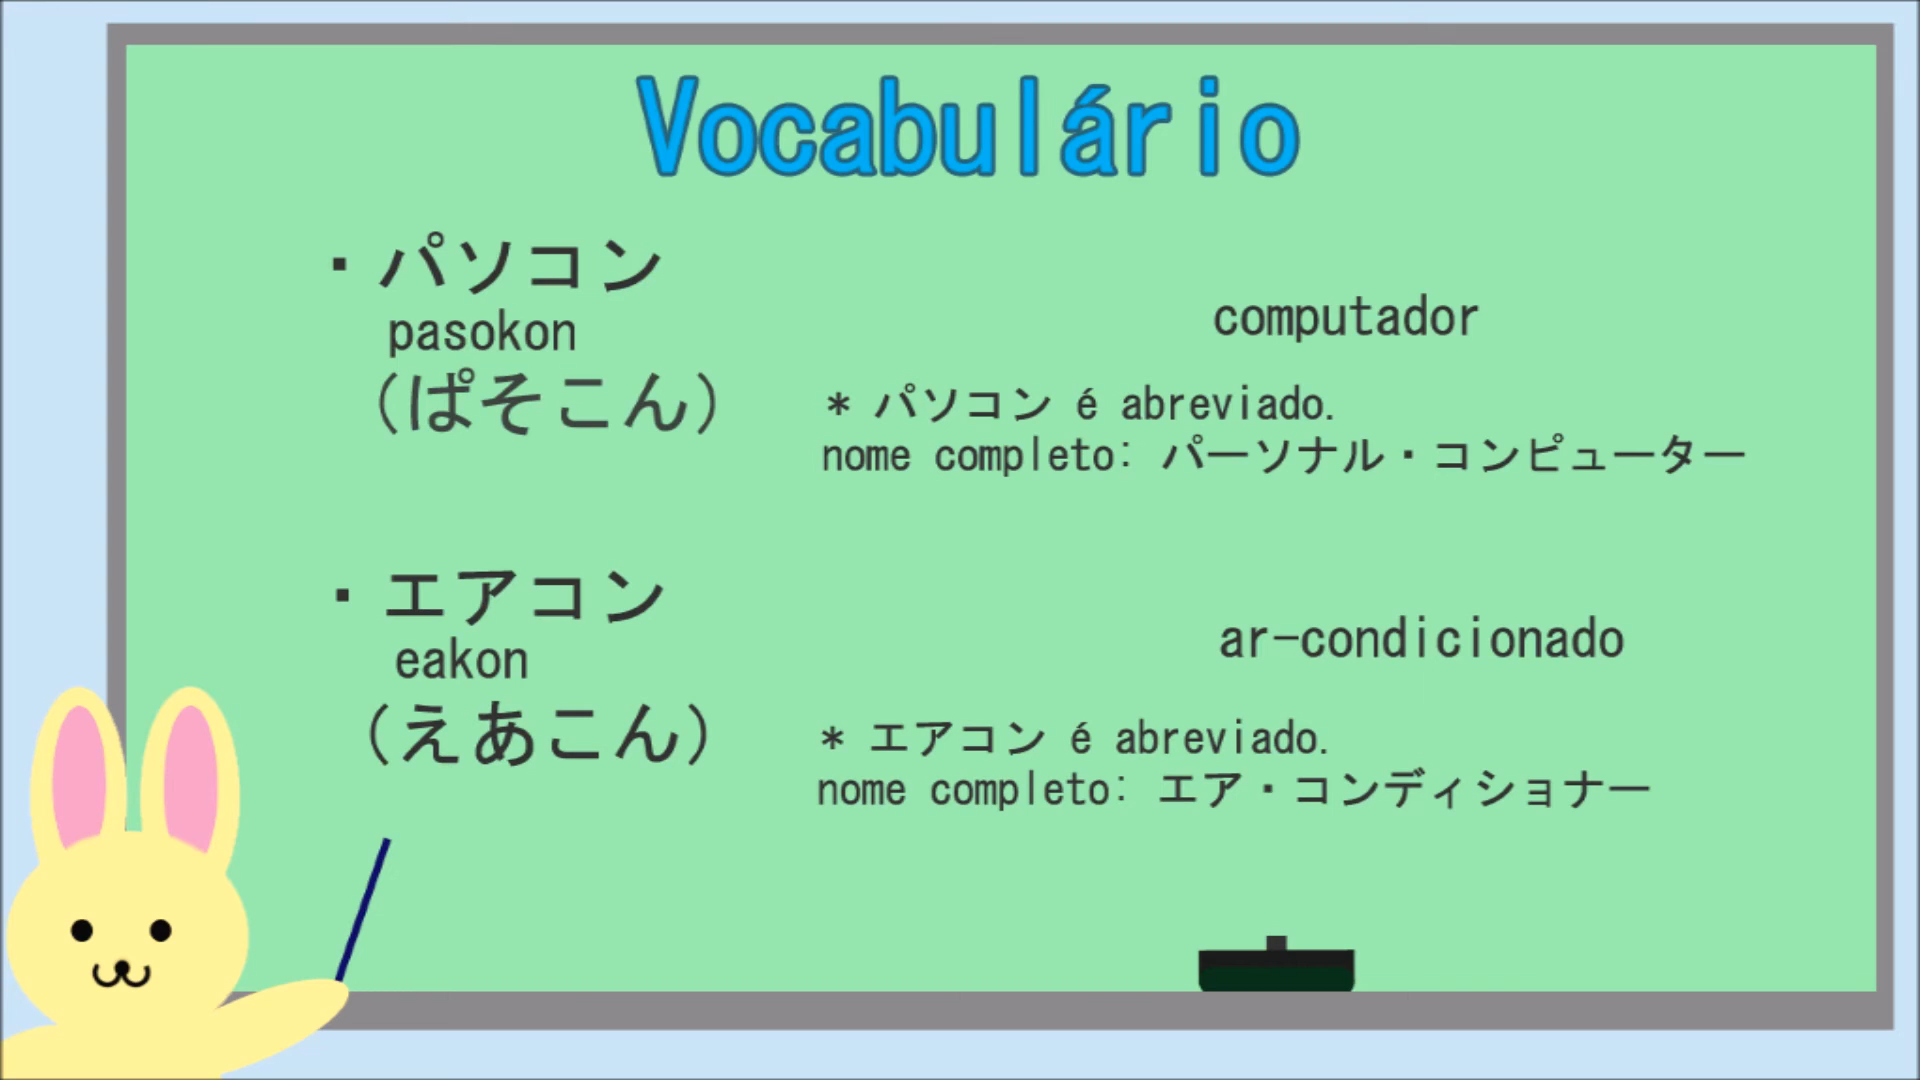 Vocabulário
・パソコン
pasokon
(ぱそこん)
computador
* パソコン é abreviado.
nome completo: パーソナル・コンピューター
・エアコン
eakon
(えあこん)
ar-condicionado
* エアコン é abreviado.
nome completo: エア・コンディショナー